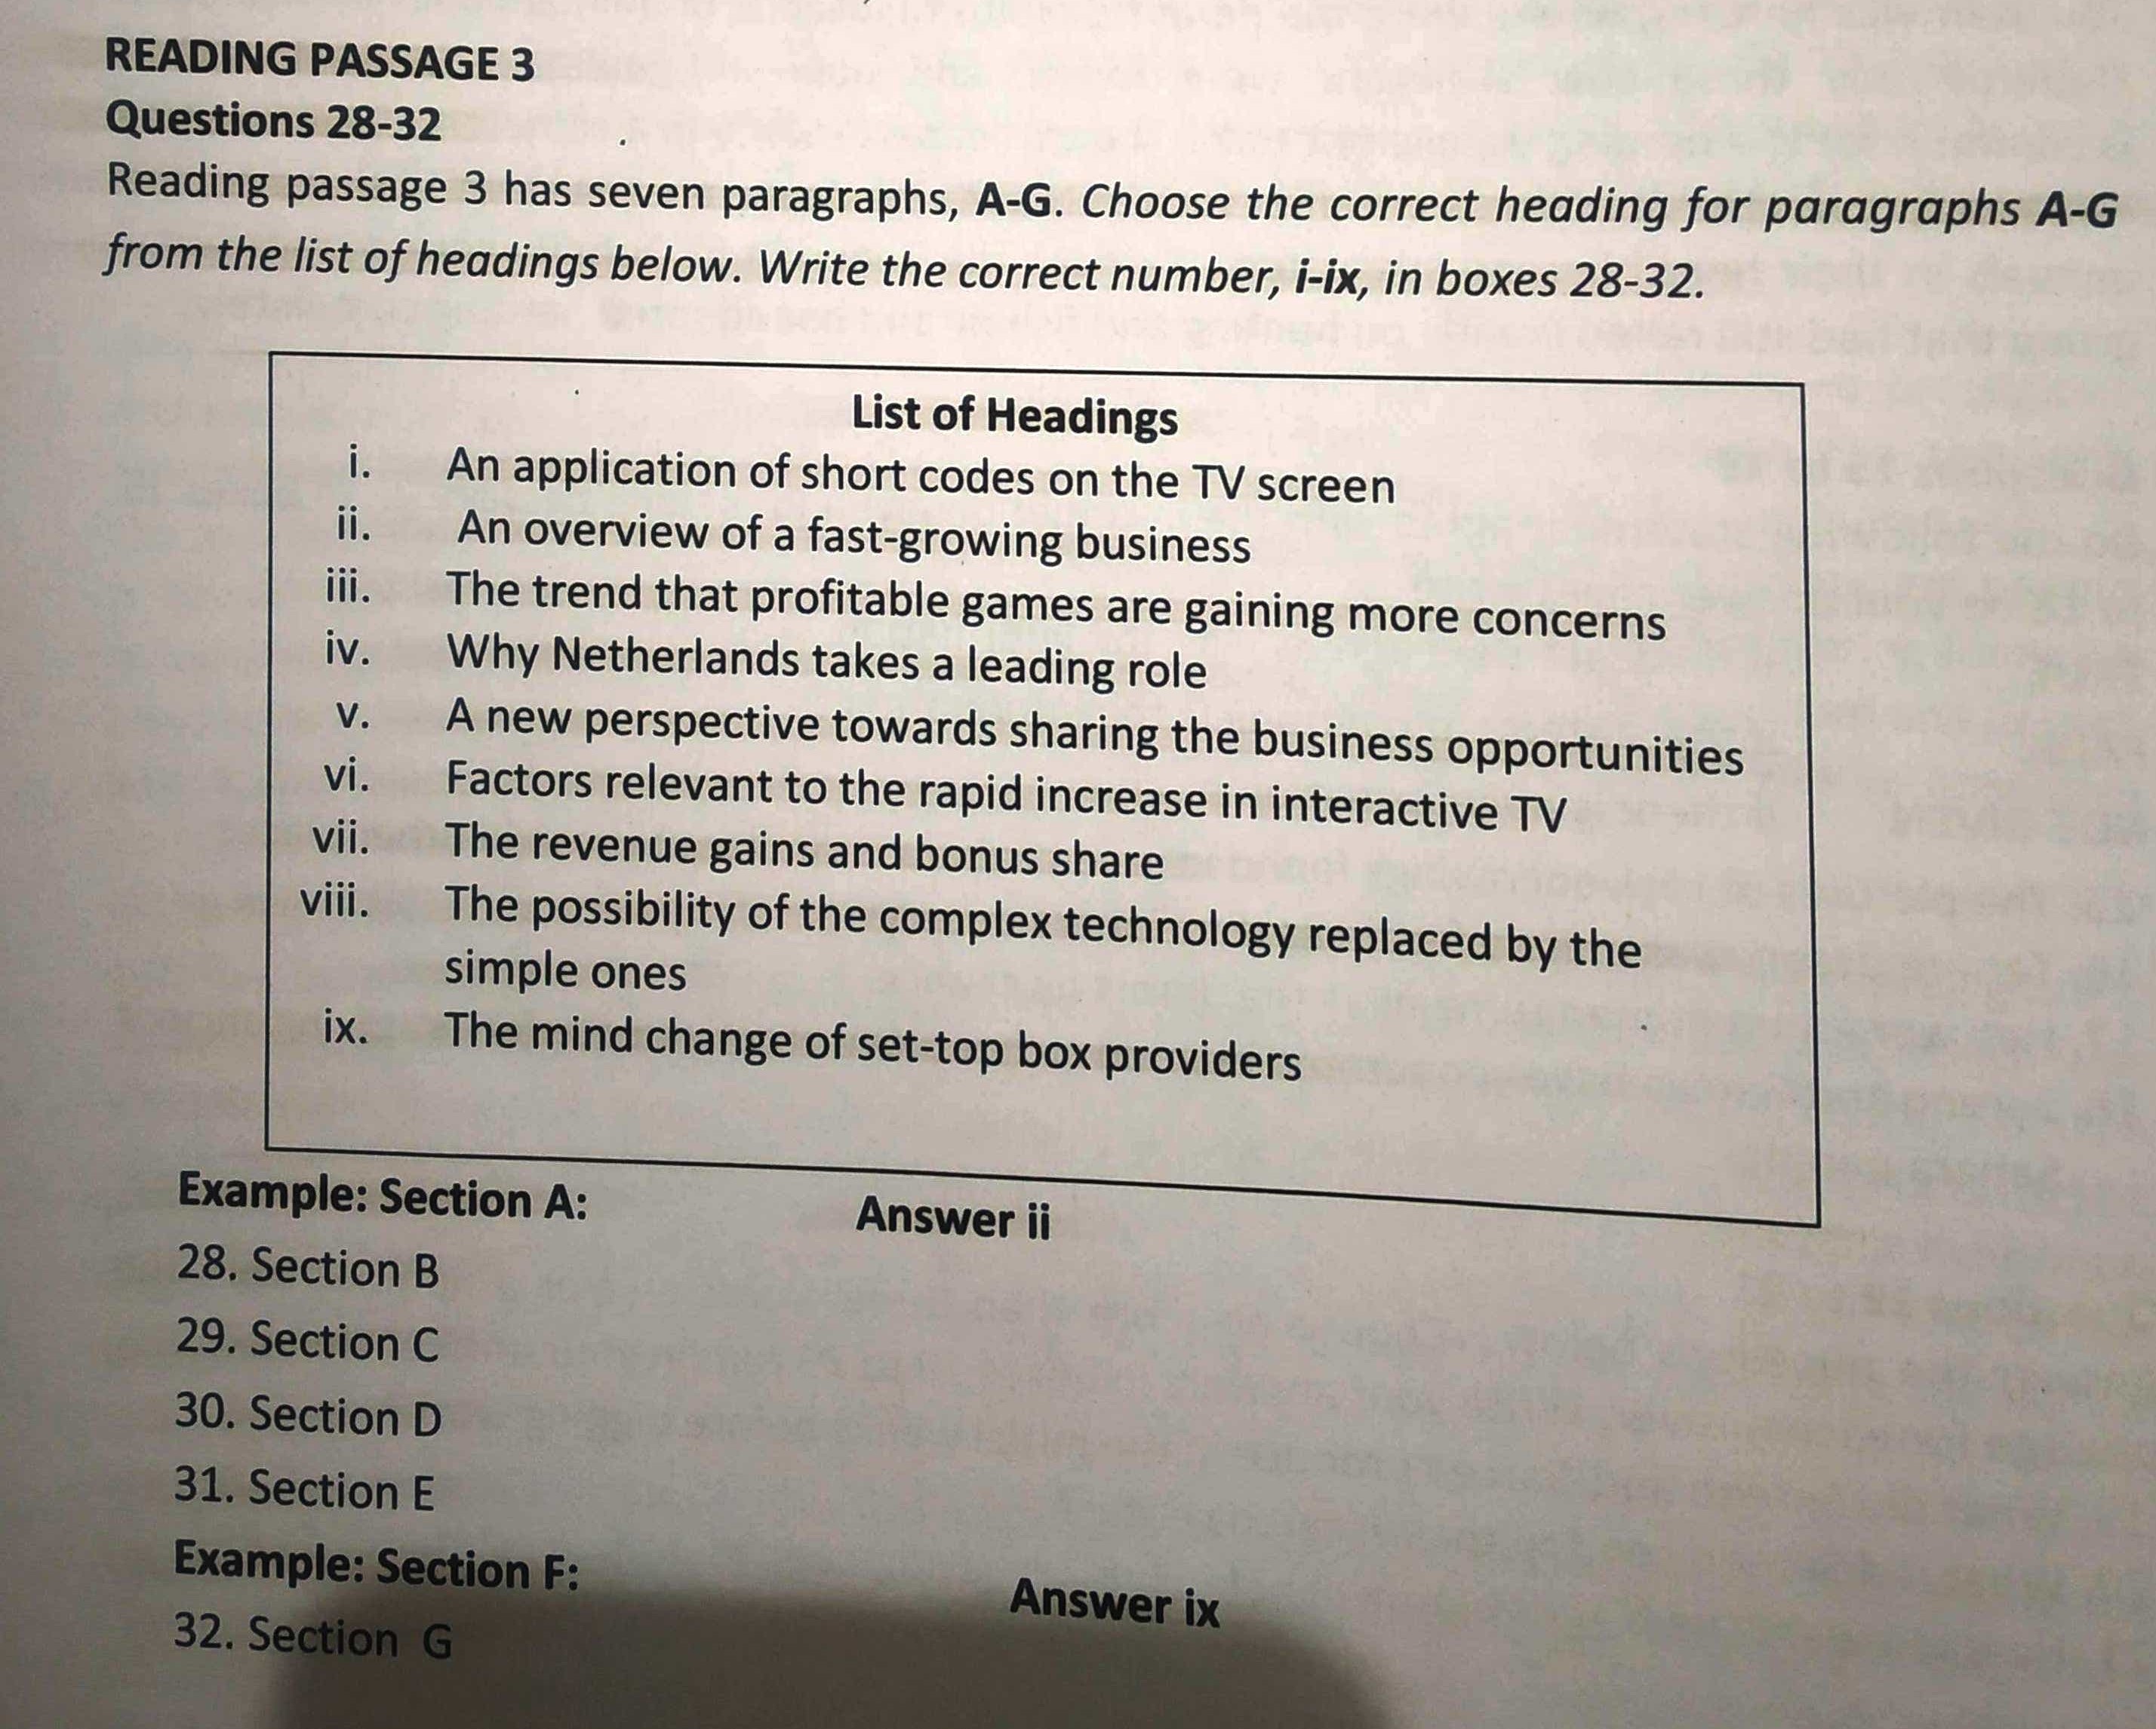 READING PASSAGE 3
Questions 28-32
Reading passage 3 has seven paragraphs, A-G. Choose the correct heading for paragraphs A-G
from the list of headings below. Write the correct number, i-ix, in boxes 28-32.
List of Headings
i. An application of short codes on the TV screen
ii. An overview of a fast-growing business
iii. The trend that profitable games are gaining more concerns
iv. Why Netherlands takes a leading role
v. A new perspective towards sharing the business opportunities
vi. Factors relevant to the rapid increase in interactive TV
vii. The revenue gains and bonus share
viii. The possibility of the complex technology replaced by the
simple ones
ix. The mind change of set-top box providers
Example: Section A: Answer ii
28. Section B
29. Section C
30. Section D
31. Section E
Example: Section F: Answer ix
32. Section G